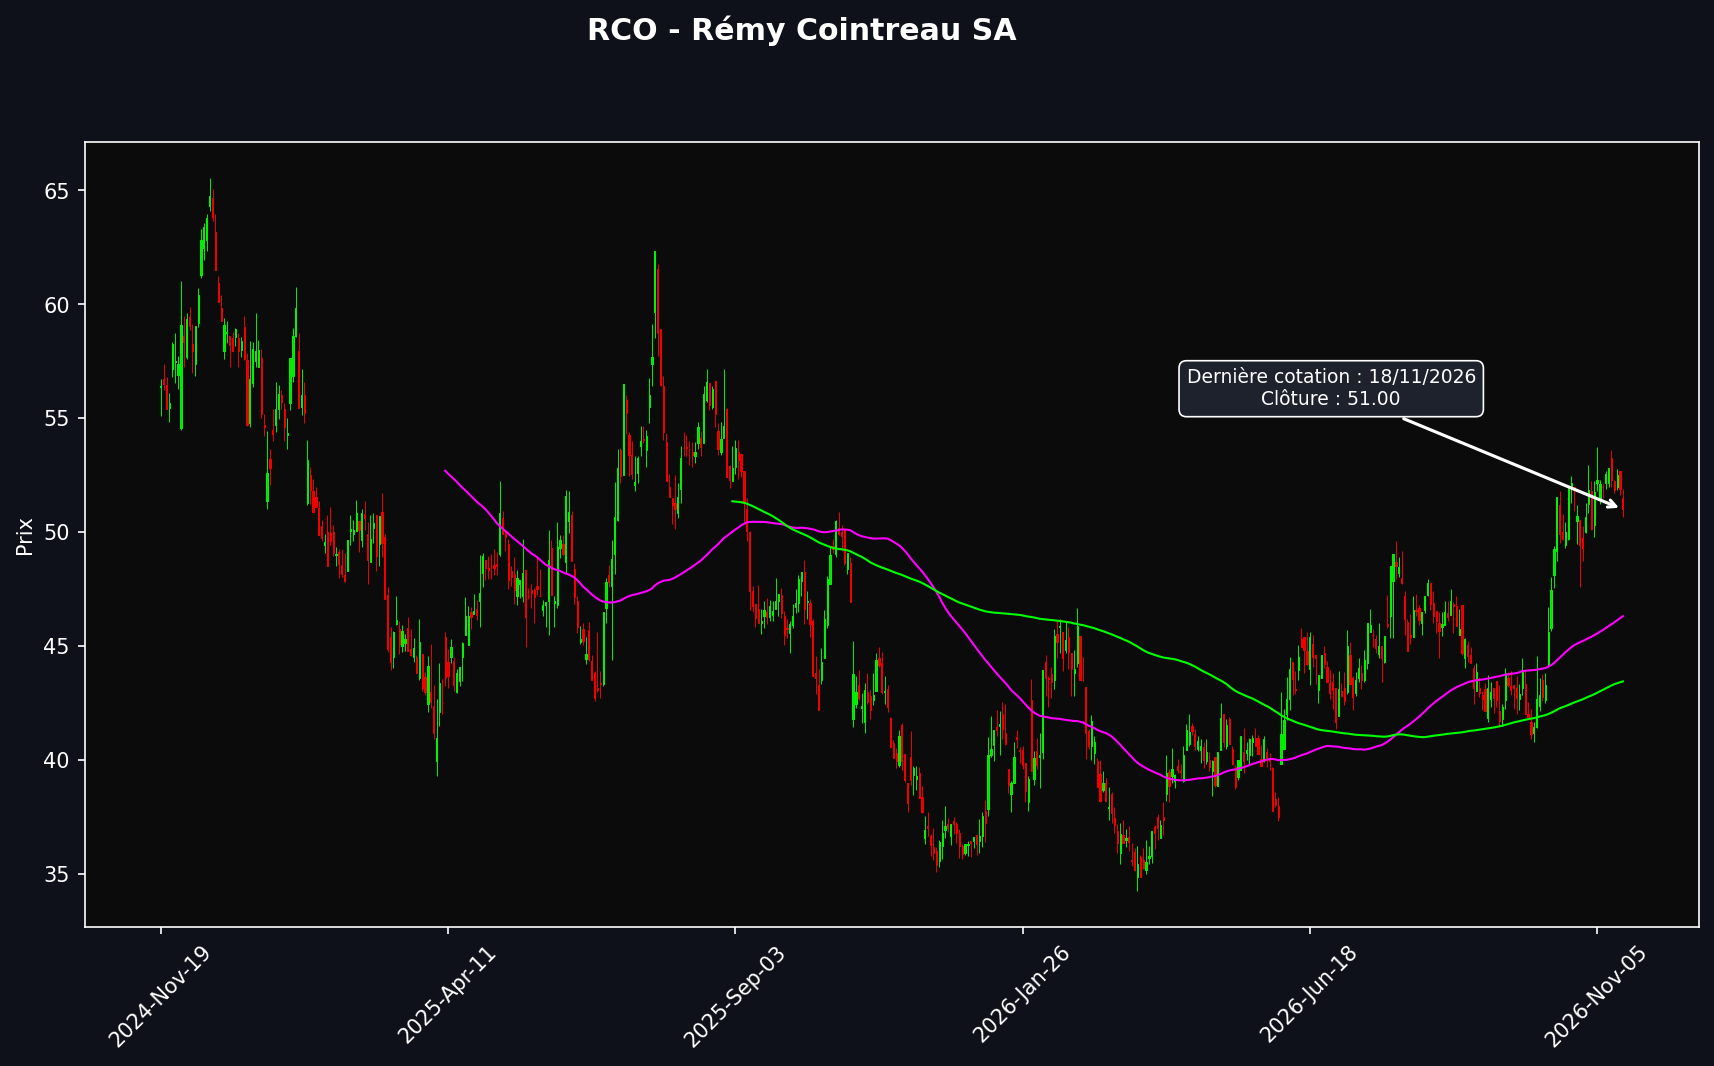 RCO - Rémy Cointreau SA
Prix
65
60
55
50
45
40
35
Dernière cotation : 18/11/2026
Clôture : 51.00
2024-Nov-19
2025-Apr-11
2025-Sep-03
2026-Jan-26
2026-Jun-18
2026-Nov-05